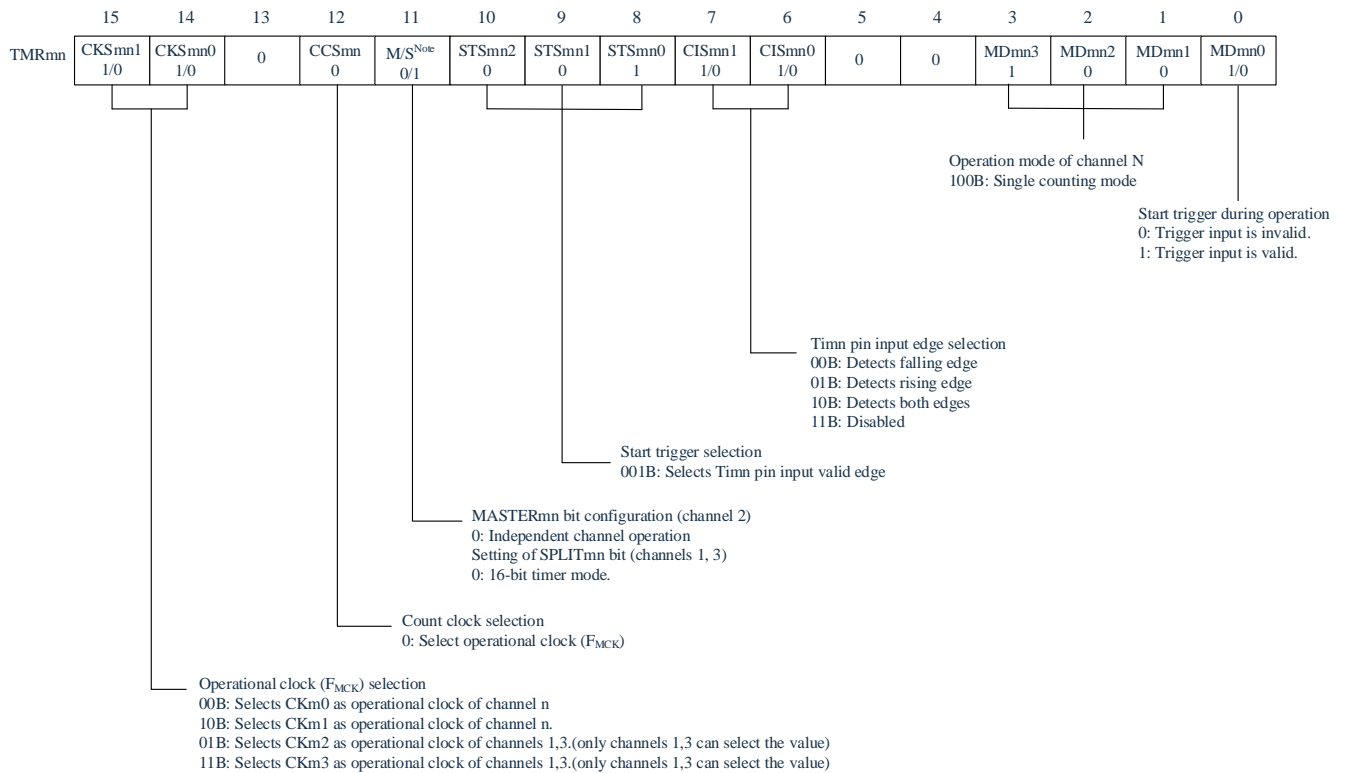 15 14 13 12 11 10 9 8 7 6 5 4 3 2 1 0
TMRmn CKSmn1 CKSmn0 0 CCSmn M/SNote STSmn2 STSmn1 STSmn0 CISmn1 CISmn0 0 0 MDmn3 MDmn2 MDmn1 MDmn0
1/0 1/0 0 0/1 0 0 1 1/0 1/0 1 0 0 1/0
Operation mode of channel N
100B: Single counting mode
Start trigger during operation
0: Trigger input is invalid.
1: Trigger input is valid.
Timn pin input edge selection
00B: Detects falling edge
01B: Detects rising edge
10B: Detects both edges
11B: Disabled
Start trigger selection
001B: Selects Timn pin input valid edge
MASTERmn bit configuration (channel 2)
0: Independent channel operation
Setting of SPLITmn bit (channels 1, 3)
0: 16-bit timer mode.
Count clock selection
0: Select operational clock (FMCK)
Operational clock (FMCK) selection
00B: Selects CKm0 as operational clock of channel n
10B: Selects CKm1 as operational clock of channel n.
01B: Selects CKm2 as operational clock of channels 1,3.(only channels 1,3 can select the value)
11B: Selects CKm3 as operational clock of channels 1,3.(only channels 1,3 can select the value)